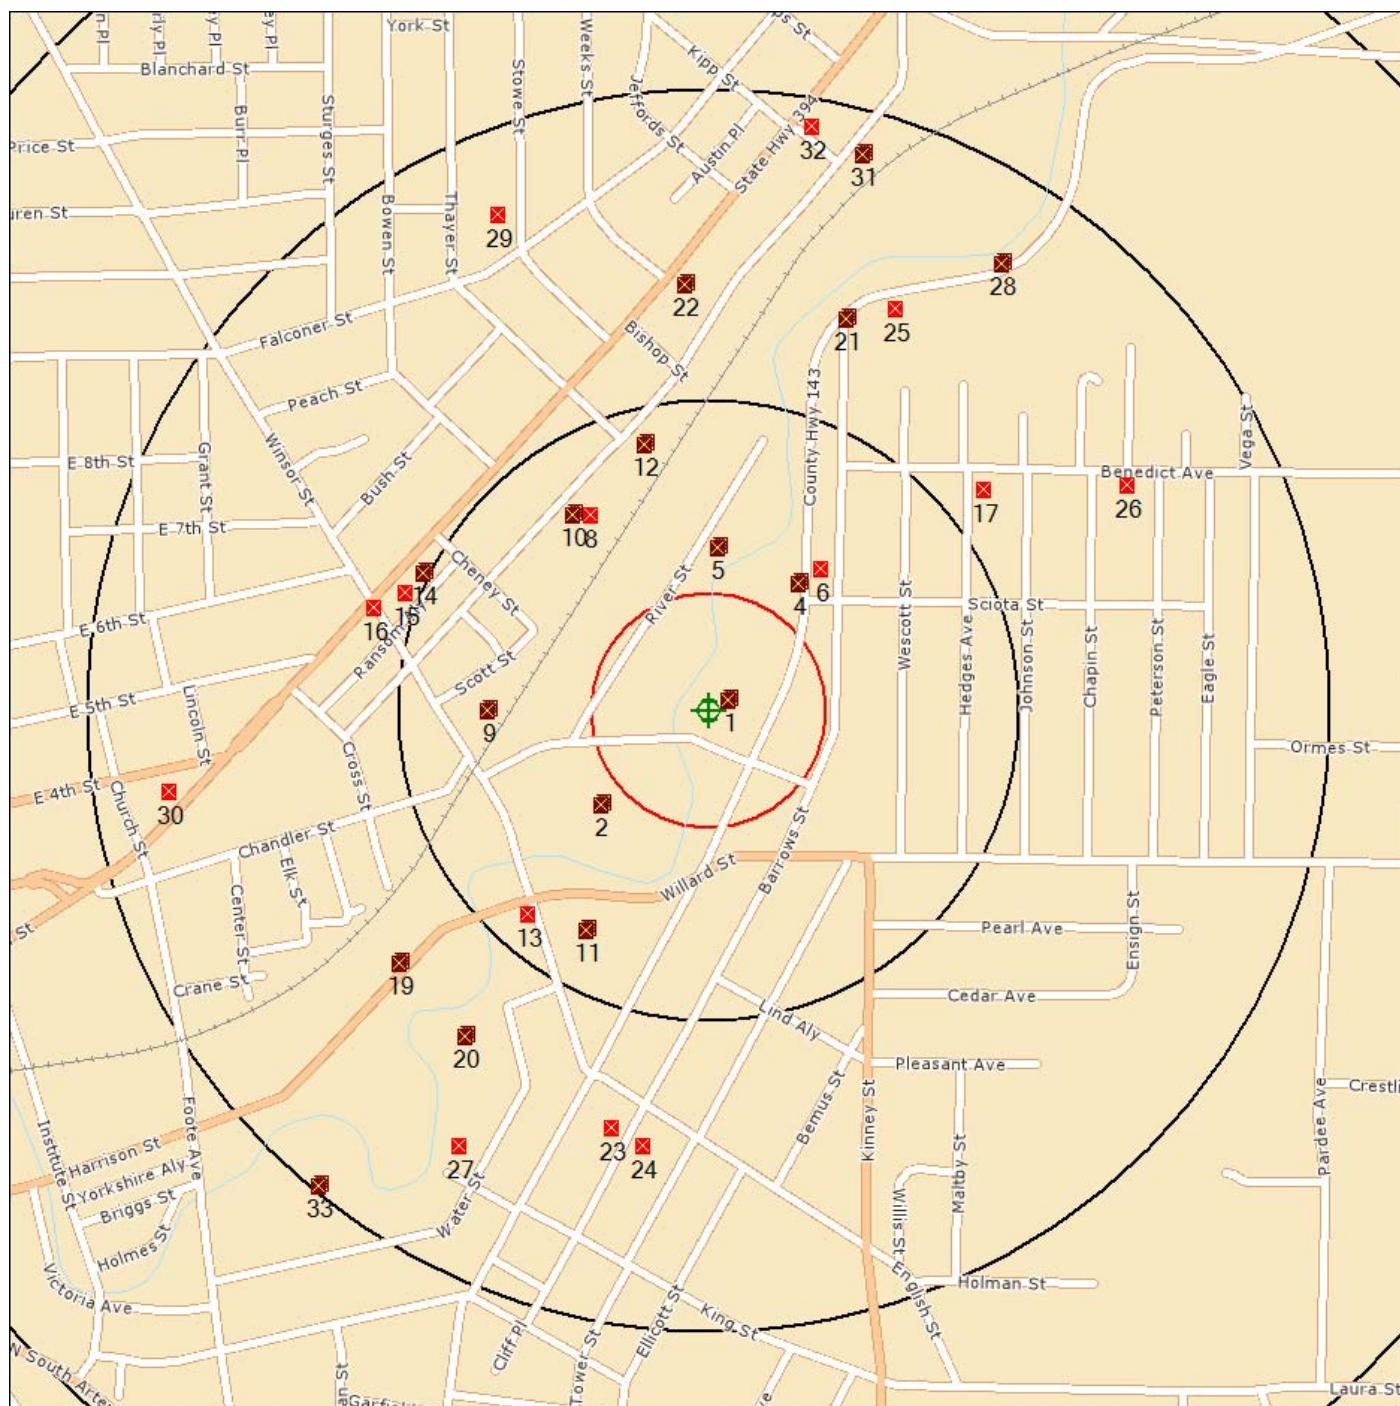 York St
Blanchard St
Kipp St
Weeks St
Stowe St
Jeffords St
Sturges St
Burr Pl
Price St
State Hwy 394
Austin Pl
32
31
Bowen St
Thayer St
29
28
22
25
21
Falconer St
Bishop St
Peach St
County Hwy 143
Vega St
Winsor St
12
E 8th St
Grant St
Bush St
Benedict Ave
17
26
10
8
E 7th St
5
Cheney St
14
6
4
15
16
River St
Wescott St
Sciota St
E 6th St
Hedges Ave
Johnson St
Chapin St
Peterson St
Eagle St
Scott St
E 5th St
Lincoln St
9
1
Ormes St
Cross St
E 4th St
30
Church St
2
Chandler St
Elk St
Willard St
Barrows St
Center St
13
11
Pearl Ave
Ensign St
19
Crane St
Cedar Ave
Lind Aly
20
Pleasant Ave
Bemus St
Kinney St
Pardee Ave
Foote Ave
Institute St
Harrison St
23
24
27
Maltby St
Yorkshire Aly
Briggs St
33
Water St
Willis St
Holmes St
Victoria Ave
English St
Holman St
King St
Ellicott St
Cliff Pl
Tower St
Laura St